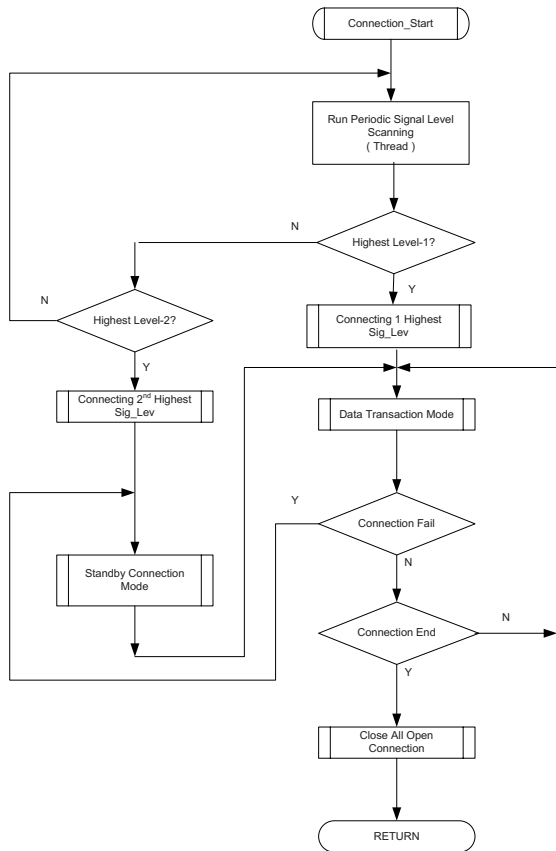 Connection_Start
Run Periodic Signal Level
Scanning
( Thread )
N
Highest Level-1?
Y
N
Highest Level-2?
Connecting 1 Highest
Sig_Lev
Y
Connecting 2nd Highest
Sig_Lev
Data Transaction Mode
Y
Connection Fail
N
Standby Connection
Mode
Connection End
N
Y
Close All Open
Connection
RETURN